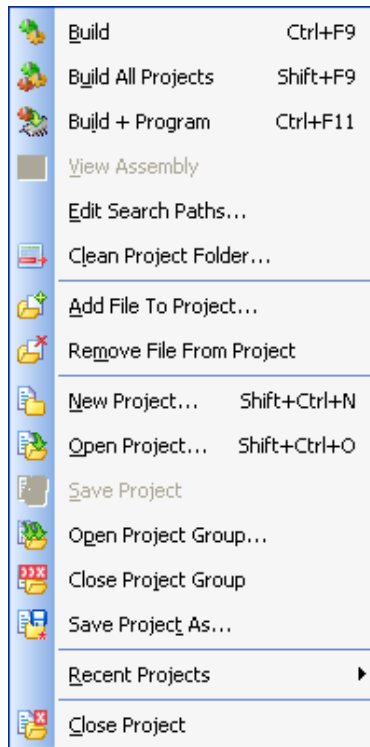 Build Ctrl+F9
Build All Projects Shift+F9
Build + Program Ctrl+F11
View Assembly
Edit Search Paths...
Clean Project Folder...
Add File To Project...
Remove File From Project
New Project... Shift+Ctrl+N
Open Project... Shift+Ctrl+O
Save Project
Open Project Group...
Close Project Group
Save Project As...
Recent Projects
Close Project